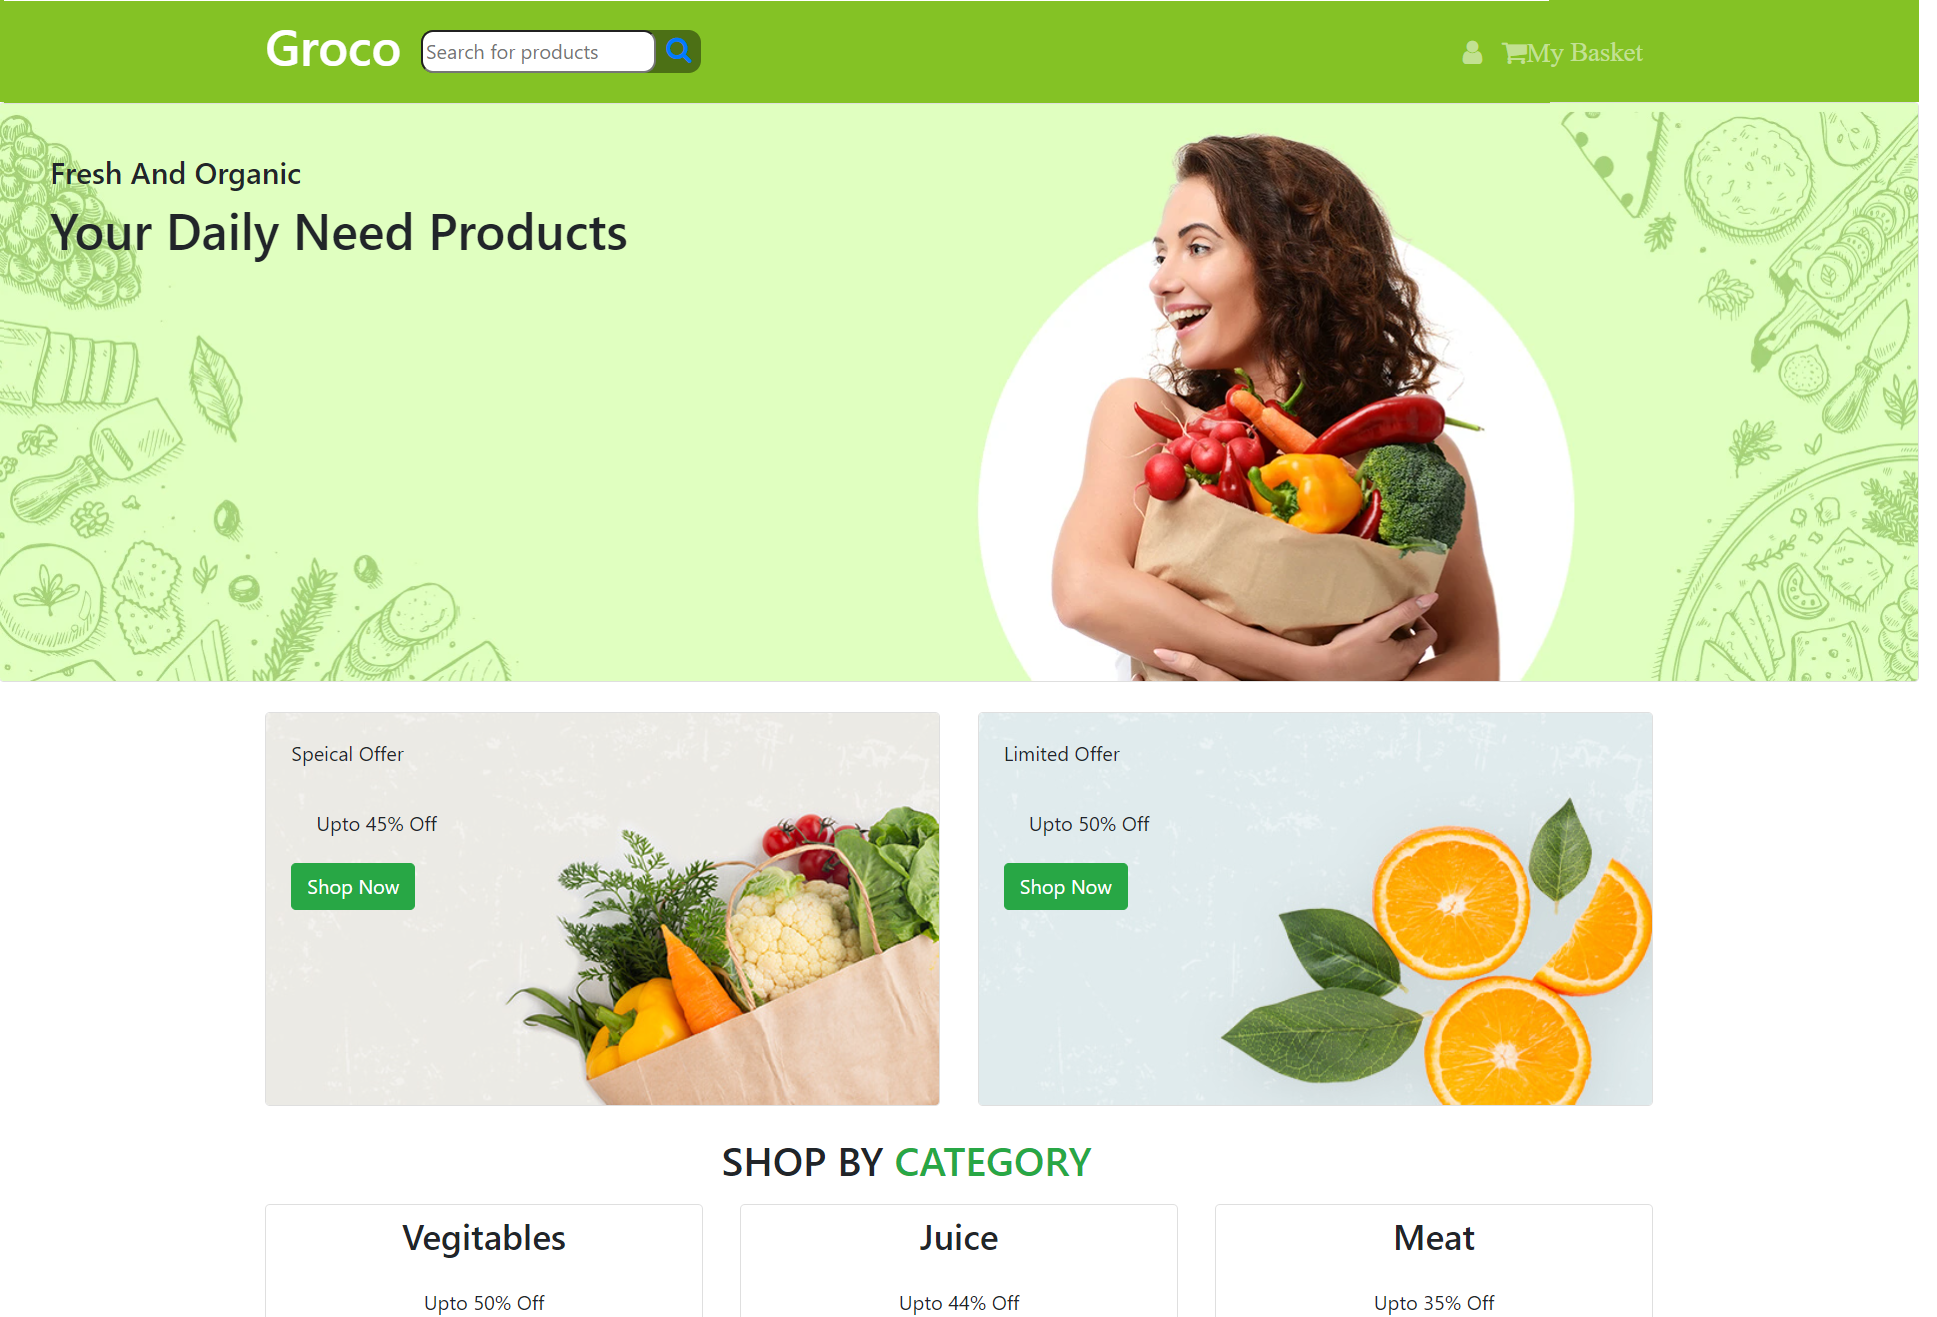 Groco
Search for products
My Basket
Fresh And Organic
Your Daily Need Products
Speical Offer
Upto 45% Off
Shop Now
Limited Offer
Upto 50% Off
Shop Now
SHOP BY CATEGORY
Vegitables
Upto 50% Off
Juice
Upto 44% Off
Meat
Upto 35% Off